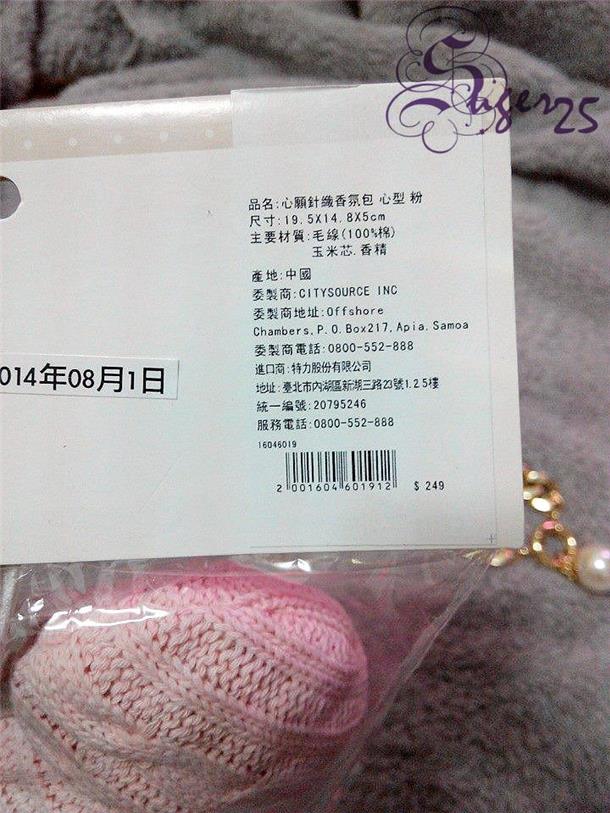 Suger25
品名:心願針織香氛包 心型 粉
尺寸:19.5X14.8X5cm
主要材質:毛線(100%棉)
玉米芯.香精
產地:中國
委製商:CITYSOURCE INC
委製商地址:Offshore
Chambers,P.O.Box217,Apia.Samoa
委製商電話:0800-552-888
進口商:特力股份有限公司
地址:臺北市內湖區新湖三路23號1.2.5樓
統一編號:20795246
服務電話:0800-552-888
16046019
2 001604 601912 $ 249
014年08月1日